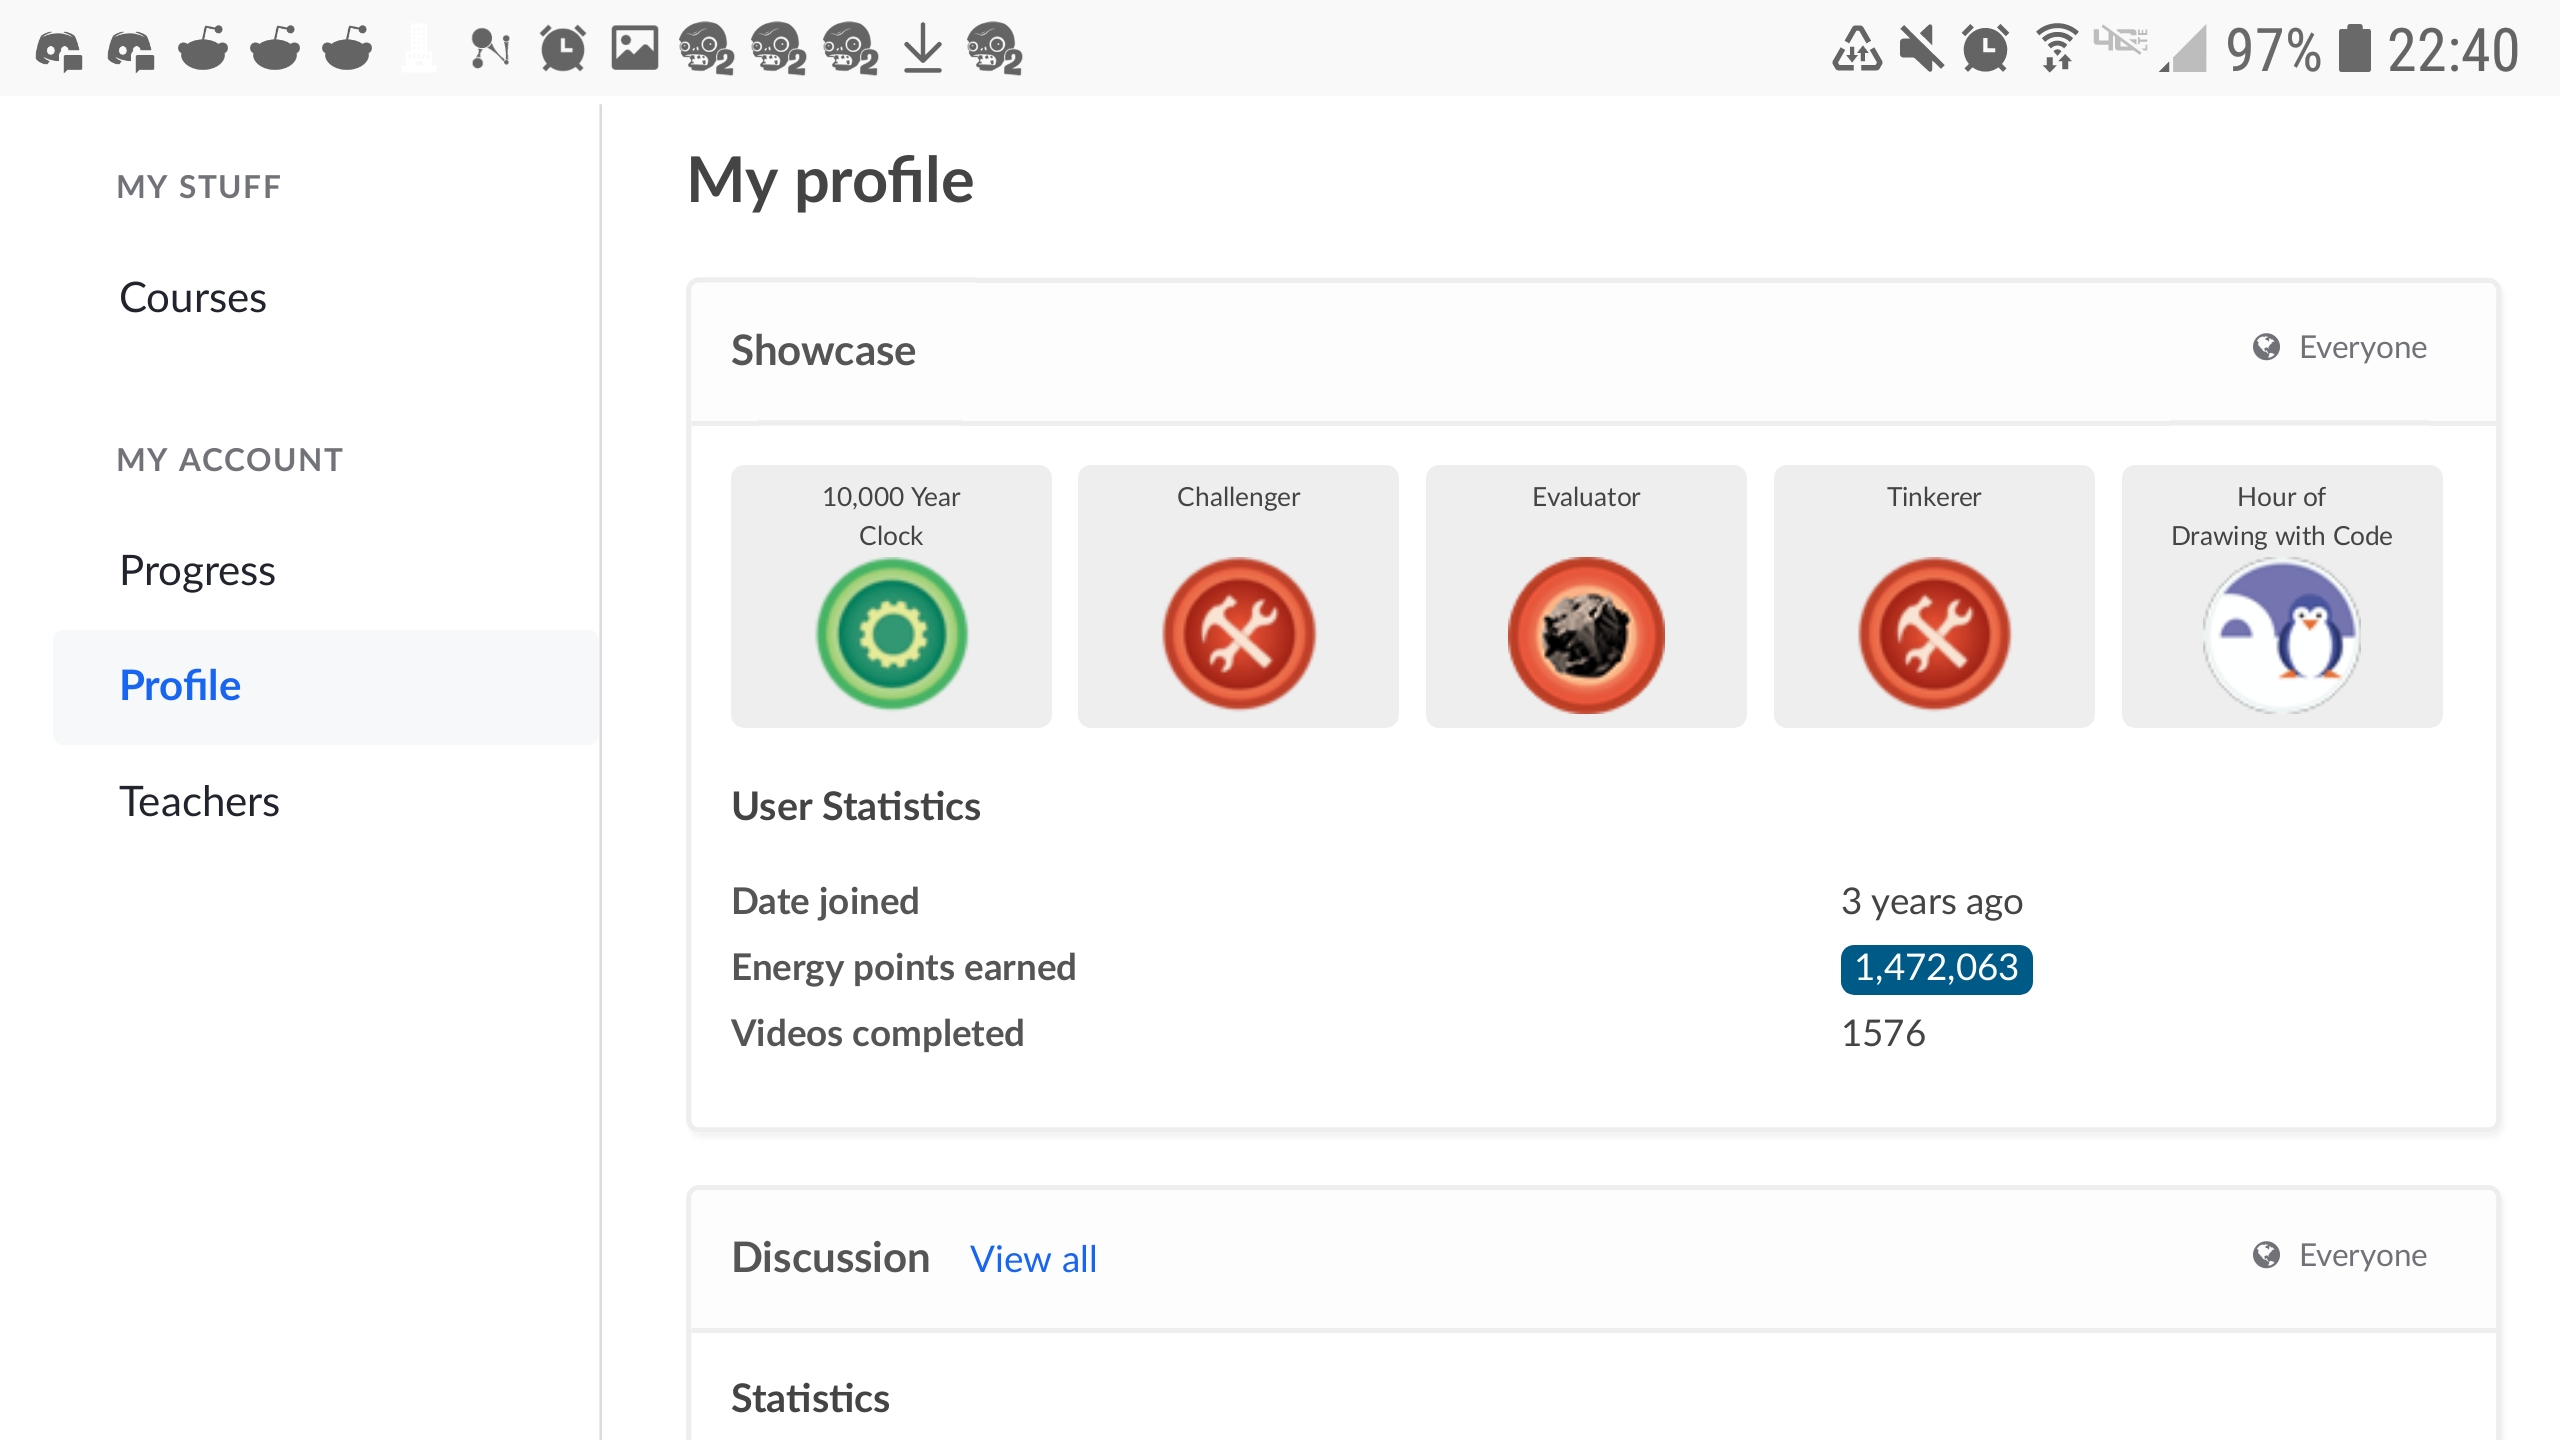 97% 22:40
MY STUFF
Courses
MY ACCOUNT
Progress
Profile
Teachers
My profile
Showcase
Everyone
10,000 Year
Clock
Challenger
Evaluator
Tinkerer
Hour of
Drawing with Code
User Statistics
Date joined
3 years ago
Energy points earned
1,472,063
Videos completed
1576
Discussion View all
Everyone
Statistics